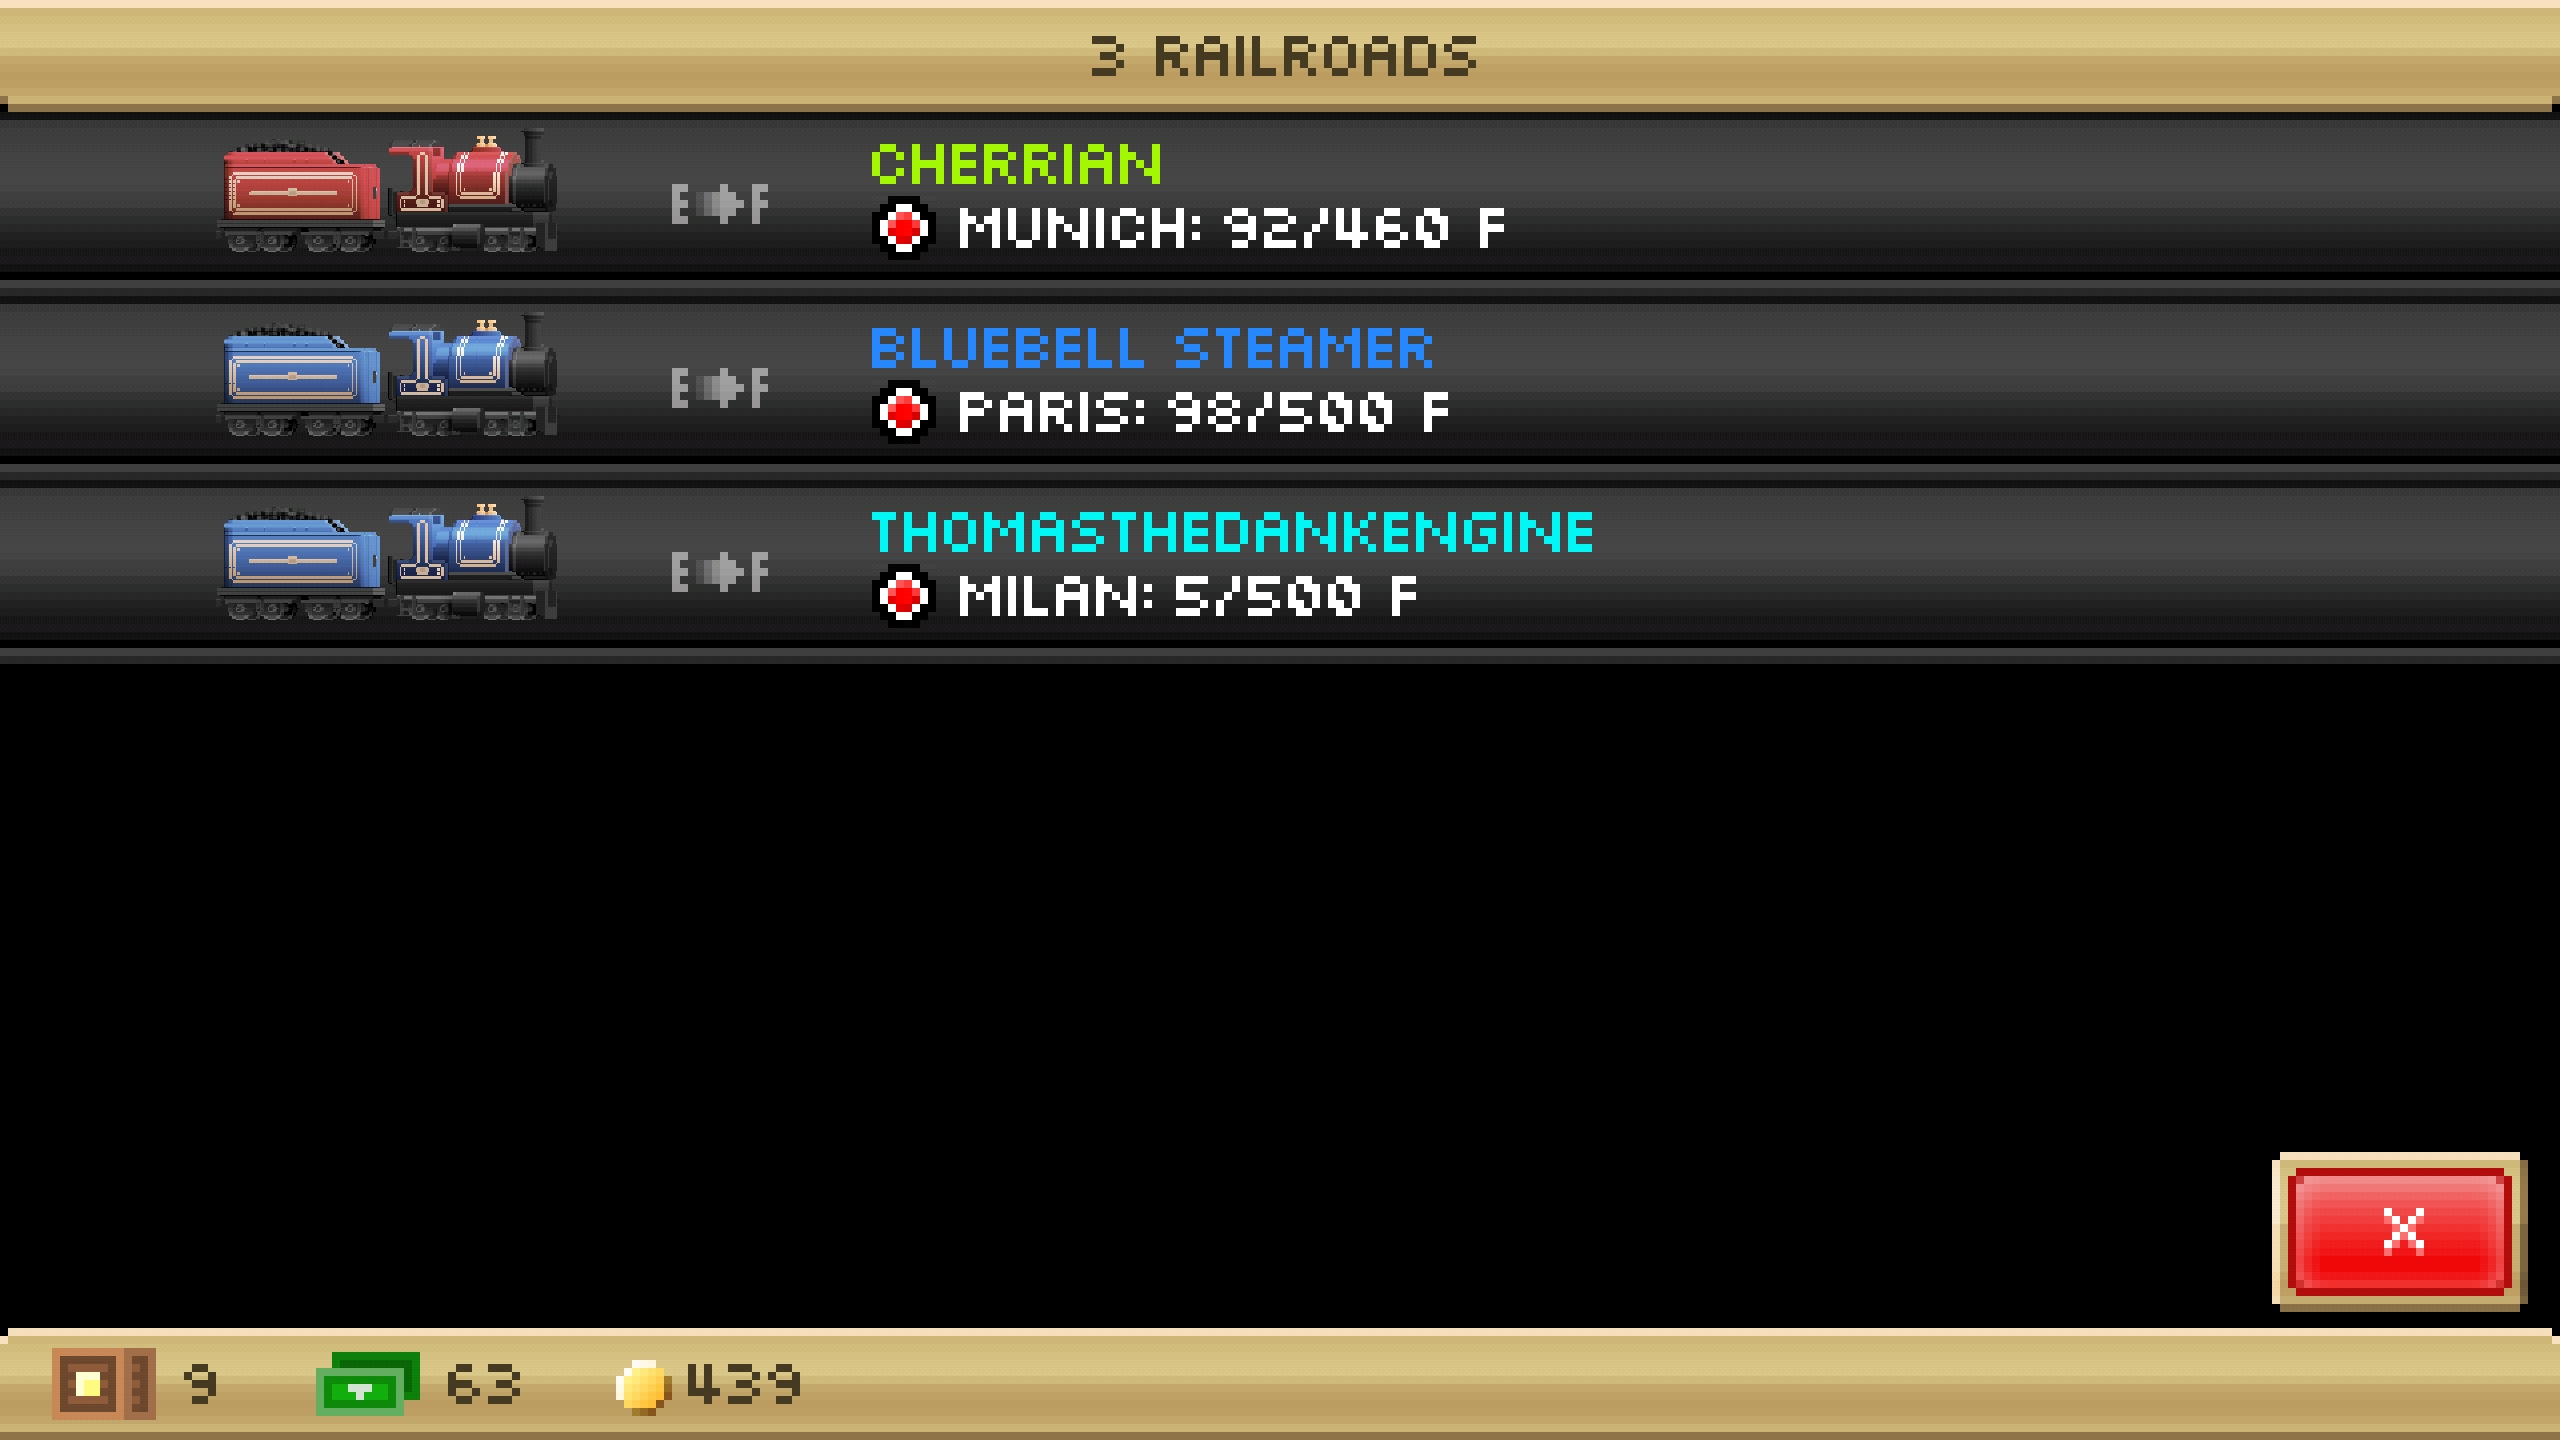 3 RAILROADS
CHERRIAN
E F
MUNICH: 92/460 F
BLUEBELL STEAMER
E F
PARIS: 98/500 F
THOMASTHEDANKENGINE
E F
MILAN: 5/500 F
X
9 63 439